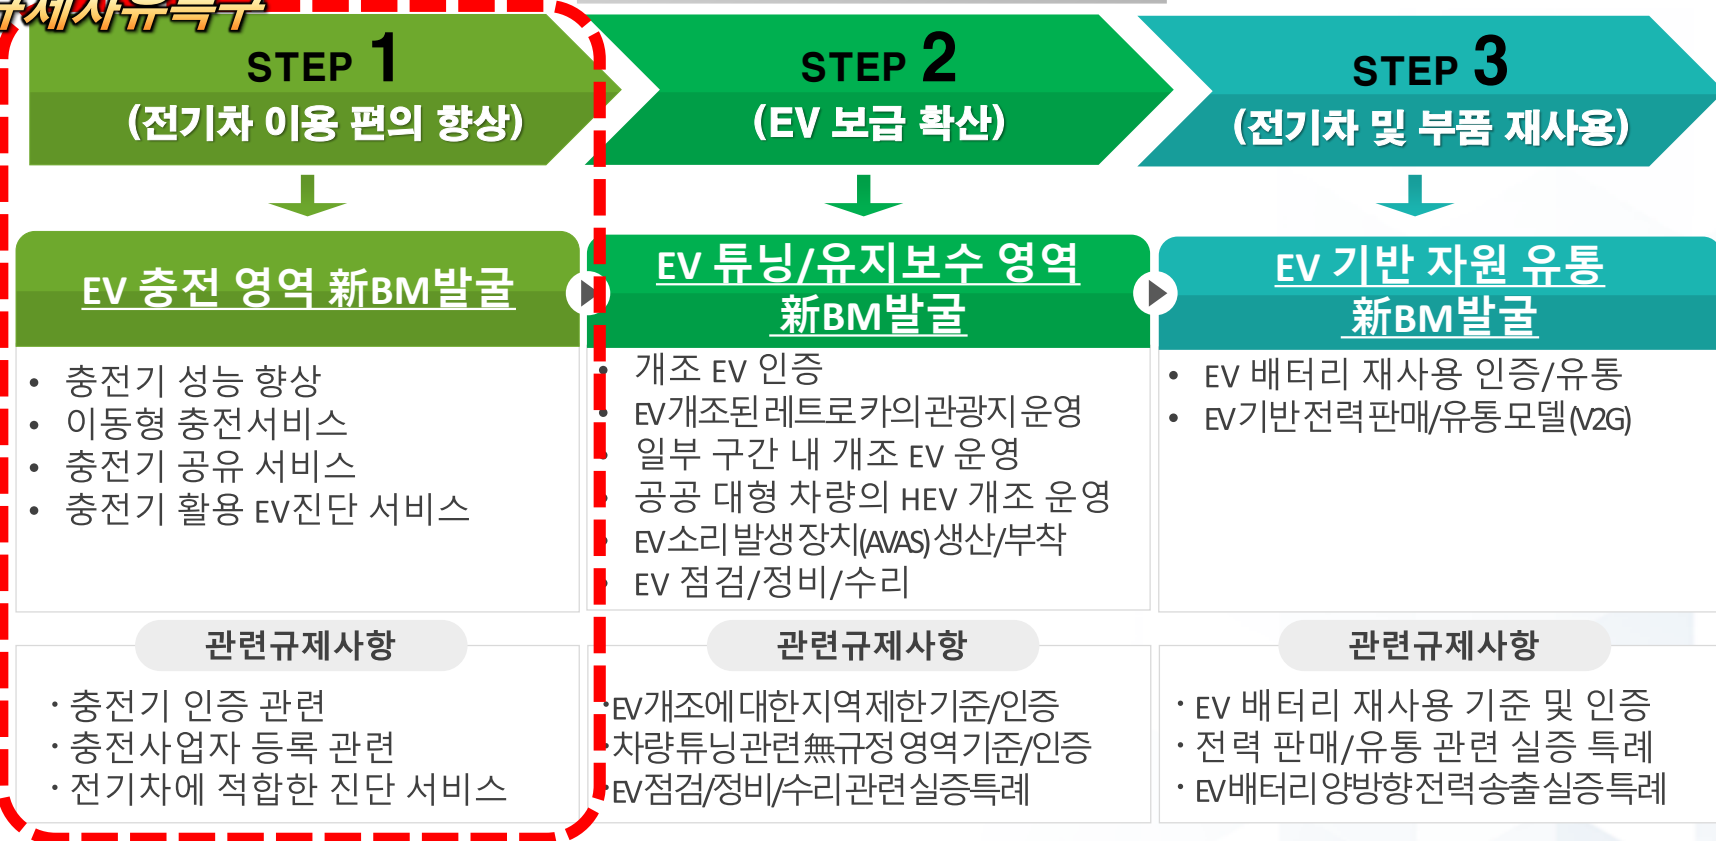 규제자유특구
STEP 1
(전기차 이용 편의 향상)
EV 충전 영역 新BM발굴
• 충전기 성능 향상
• 이동형 충전서비스
• 충전기 공유 서비스
• 충전기 활용 EV진단 서비스
관련규제사항
· 충전기 인증 관련
· 충전사업자 등록 관련
· 전기차에 적합한 진단 서비스
STEP 2
(EV 보급 확산)
EV 튜닝/유지보수 영역
新BM발굴
• 개조 EV 인증
• EV개조된 레트로 카의 관광지 운영
• 일부 구간 내 개조 EV 운영
• 공공 대형 차량의 HEV 개조 운영
• EV소리 발생 장치(AVAS) 생산/부착
• EV 점검/정비/수리
관련규제사항
·EV개조에 대한 지역 제한 기준/인증
·차량 튜닝 관련 無규정 영역 기준/인증
·EV점검/정비/수리 관련 실증특례
STEP 3
(전기차 및 부품 재사용)
EV 기반 자원 유통
新BM발굴
• EV 배터리 재사용 인증/유통
• EV기반 전력 판매/유통 모델(V2G)
관련규제사항
· EV 배터리 재사용 기준 및 인증
· 전력 판매/유통 관련 실증 특례
· EV배터리 양방향 전력 송출 실증 특례